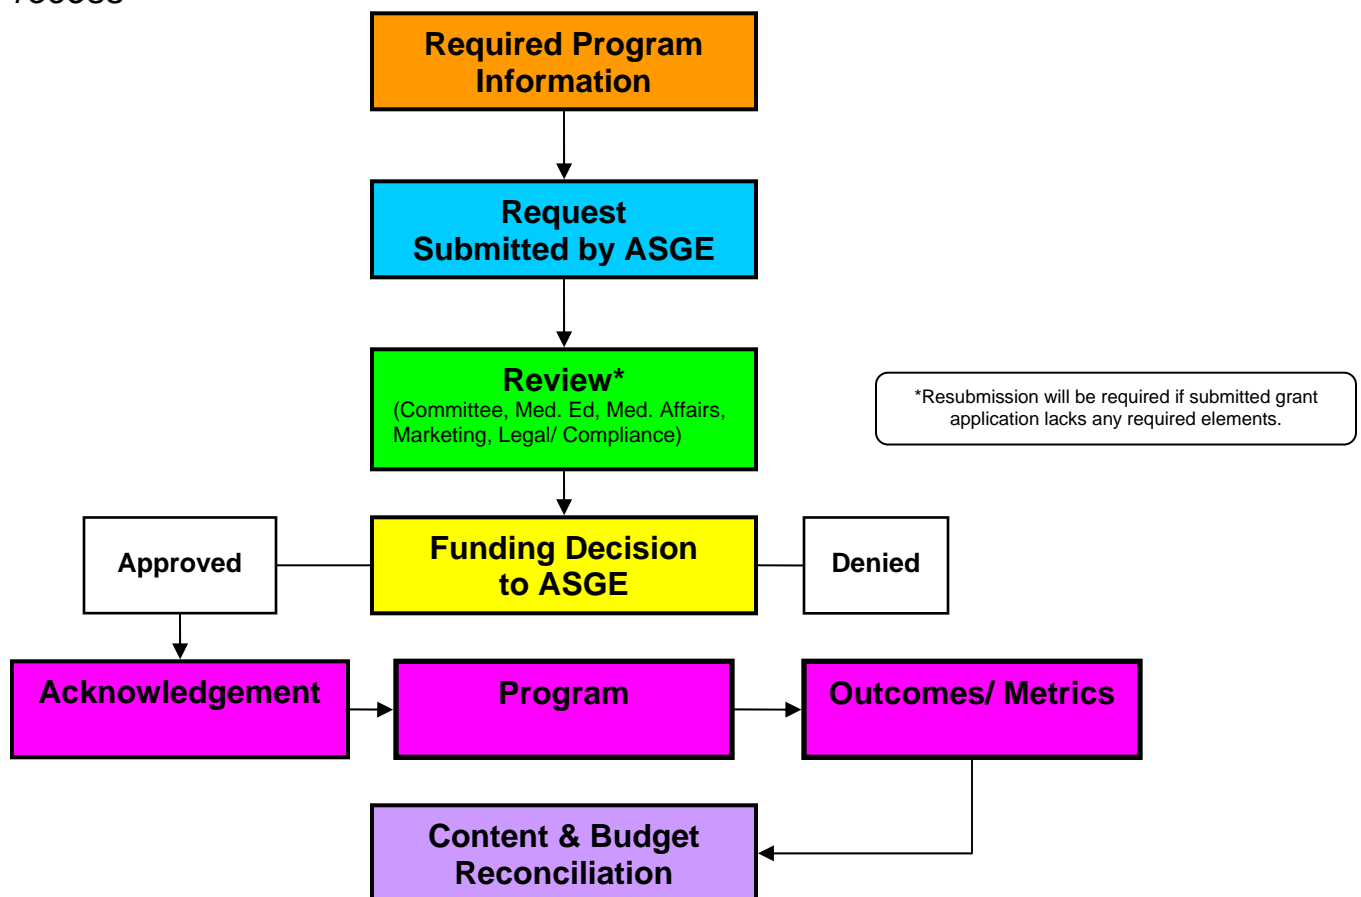 Required Program
Information
Request
Submitted by ASGE
Review*
(Committee, Med. Ed, Med. Affairs,
Marketing, Legal/ Compliance)
*Resubmission will be required if submitted grant
application lacks any required elements.
Approved
Funding Decision
to ASGE
Denied
Acknowledgement
Program
Outcomes/ Metrics
Content & Budget
Reconciliation